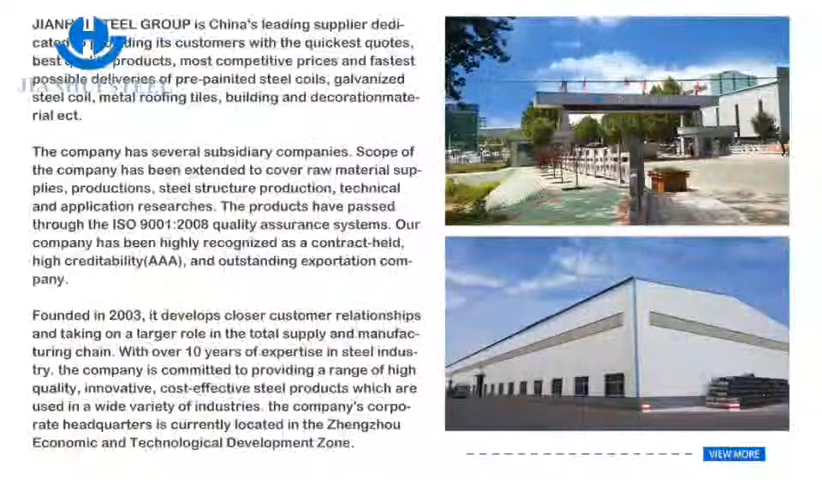 JIANHUI STEEL GROUP is China's leading supplier dedi-
cated to providing its customers with the quickest quotes,
best quality products, most competitive prices and fastest
possible deliveries of pre-painited steel coils, galvanized
JIANHUI STEEL
steel coil, metal roofing tiles, building and decorationmate-
rial ect.
The company has several subsidiary companies. Scope of
the company has been extended to cover raw material sup-
plies, productions, steel structure production, technical
and application researches. The products have passed
through the ISO 9001:2008 quality assurance systems. Our
company has been highly recognized as a contract-held,
high creditability(AAA), and outstanding exportation com-
pany.
Founded in 2003, it develops closer customer relationships
and taking on a larger role in the total supply and manufac-
turing chain. With over 10 years of expertise in steel indus-
try. the company is committed to providing a range of high
quality, innovative, cost-effective steel products which are
used in a wide variety of industries. the company's corpo-
rate headquarters is currently located in the Zhengzhou
Economic and Technological Development Zone.
VIEW MORE